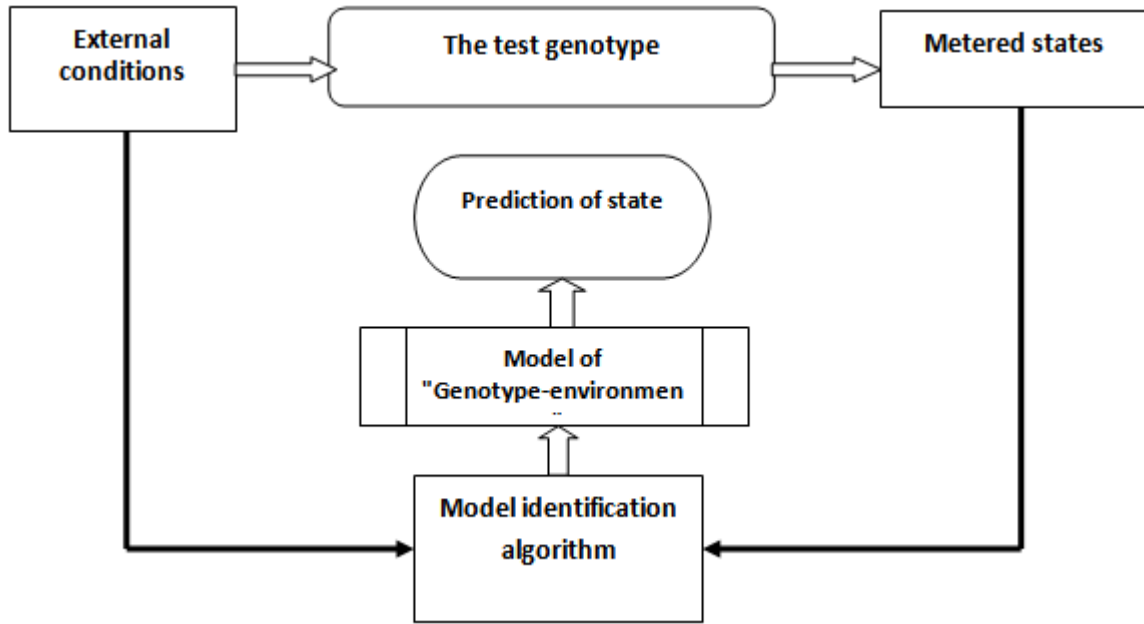 External
conditions
The test genotype
Metered states
Prediction of state
Model of
"Genotype-environmen
"
Model identification
algorithm